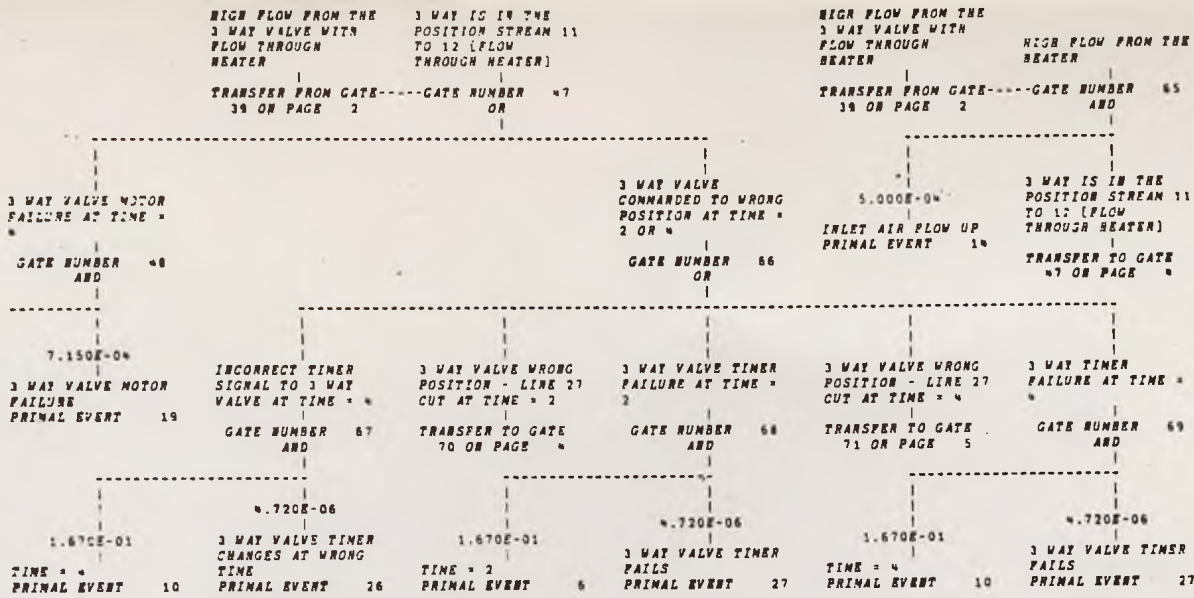 HIGH FLOW FROM THE
3 WAY VALVE WITH
FLOW THROUGH
HEATER
3 WAY IS IN THE
POSITION STREAM 11
TO 12 (FLOW
THROUGH HEATER)
TRANSFER FROM GATE-----GATE NUMBER 47
39 ON PAGE 2
OR
HIGH FLOW FROM THE
3 WAY VALVE WITH
FLOW THROUGH
HEATER
HIGH FLOW FROM THE
HEATER
TRANSFER FROM GATE-----GATE NUMBER 65
39 ON PAGE 2
AND
3 WAY VALVE MOTOR
FAILURE AT TIME =
4
GATE NUMBER 48
AND
3 WAY VALVE
COMMANDED TO WRONG
POSITION AT TIME =
2 OR 4
GATE NUMBER 66
OR
5.000E-04
INLET AIR FLOW UP
PRIMAL EVENT 14
3 WAY IS IN THE
POSITION STREAM 11
TO 12 (FLOW
THROUGH HEATER)
TRANSFER TO GATE
47 ON PAGE 4
7.150E-04
3 WAY VALVE MOTOR
FAILURE
PRIMAL EVENT 19
INCORRECT TIMER
SIGNAL TO 3 WAY
VALVE AT TIME = 4
GATE NUMBER 67
AND
3 WAY VALVE WRONG
POSITION - LINE 27
CUT AT TIME = 2
TRANSFER TO GATE
70 ON PAGE 4
3 WAY VALVE TIMER
FAILURE AT TIME =
2
GATE NUMBER 68
AND
3 WAY VALVE WRONG
POSITION - LINE 27
CUT AT TIME = 4
TRANSFER TO GATE
71 ON PAGE 5
3 WAY TIMER
FAILURE AT TIME =
4
GATE NUMBER 69
AND
1.670E-01
TIME = 4
PRIMAL EVENT 10
4.720E-06
3 WAY VALVE TIMER
CHANGES AT WRONG
TIME
PRIMAL EVENT 26
1.670E-01
TIME = 2
PRIMAL EVENT 6
4.720E-06
3 WAY VALVE TIMER
FAILS
PRIMAL EVENT 27
1.670E-01
TIME = 4
PRIMAL EVENT 10
4.720E-06
3 WAY VALVE TIMER
FAILS
PRIMAL EVENT 27